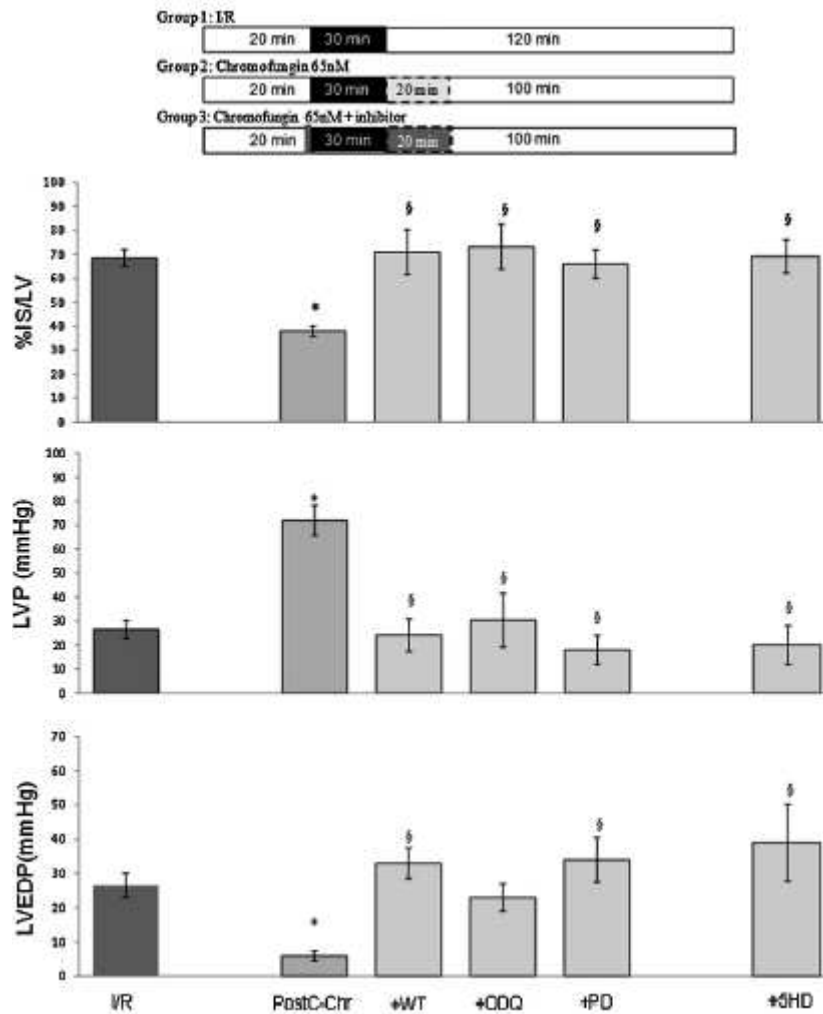 Group 1: I/R
20 min 30 min 120 min
Group 2: Chromofungin 65nM
20 min 30 min 20 min 100 min
Group 3: Chromofungin 65nM + inhibitor
20 min 30 min 20 min 100 min
100
90
80
70
60
50
40
30
20
10
0
%IS/LV
* § § § §
100
90
80
70
60
50
40
30
20
10
0
LVP (mmHg)
* § § § §
70
60
50
40
30
20
10
0
LVEDP(mmHg)
* § § §
I/R PostC-Chr +WT +ODQ +PD +5HD